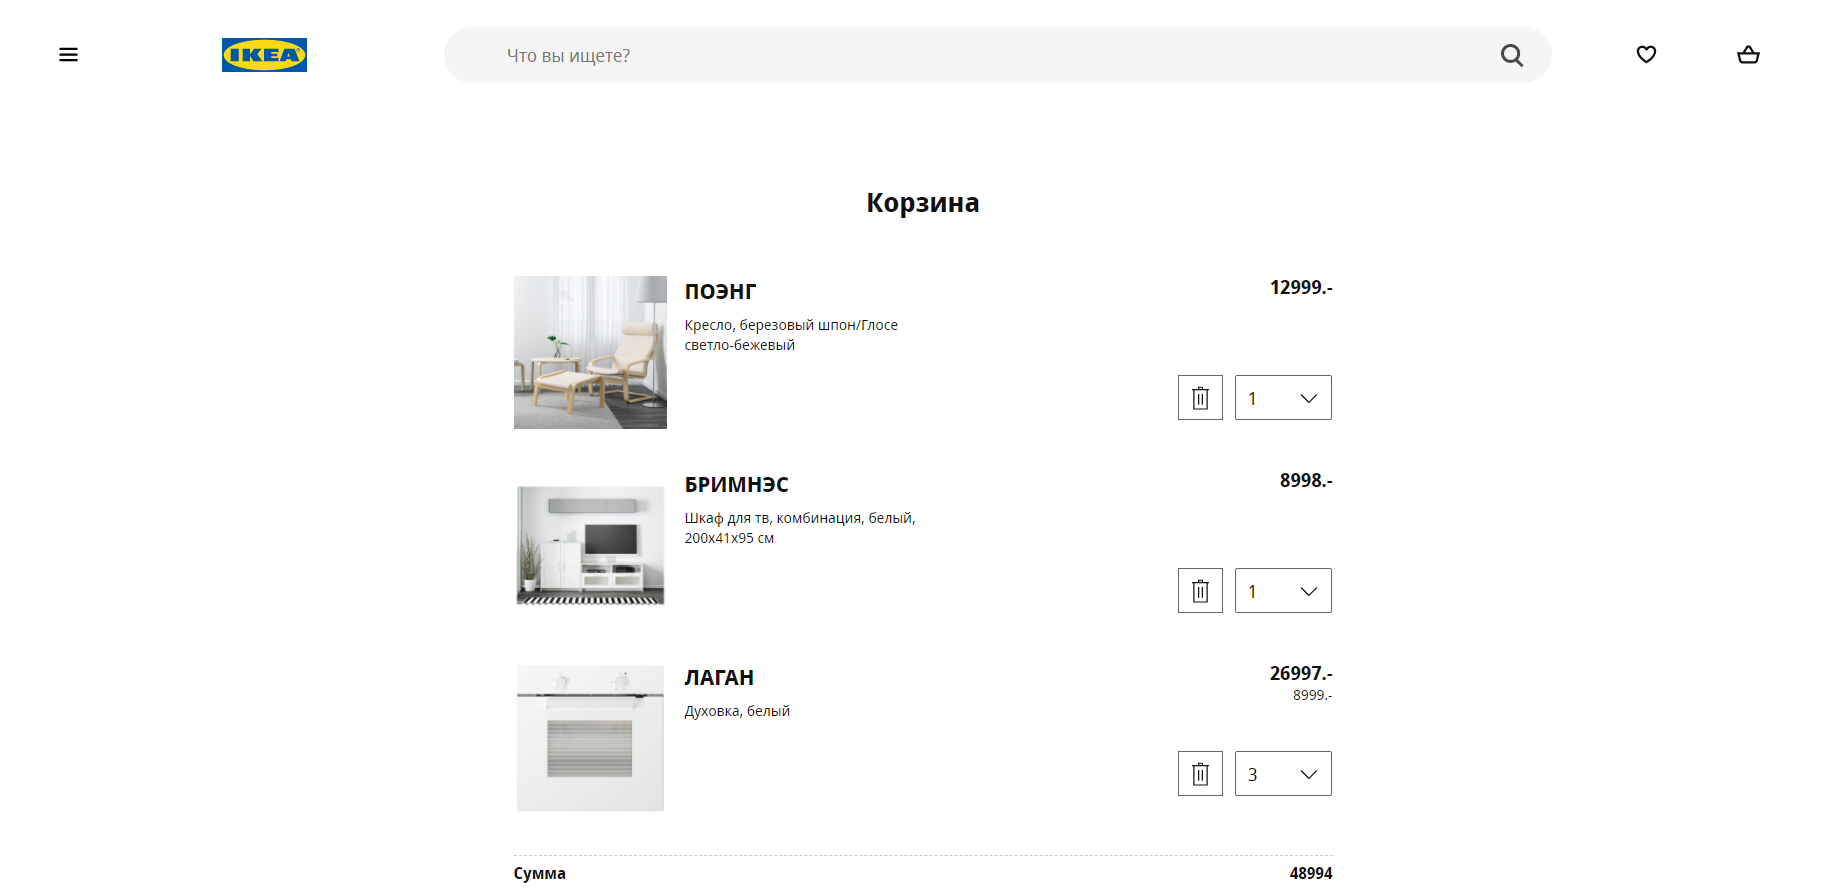 IKEA
Что вы ищете?
Корзина
ПОЭНГ
12999.-
Кресло, березовый шпон/Глосе
светло-бежевый
1
БРИМНЭС
8998.-
Шкаф для тв, комбинация, белый,
200x41x95 см
1
ЛАГАН
26997.-
8999.-
Духовка, белый
3
Сумма
48994